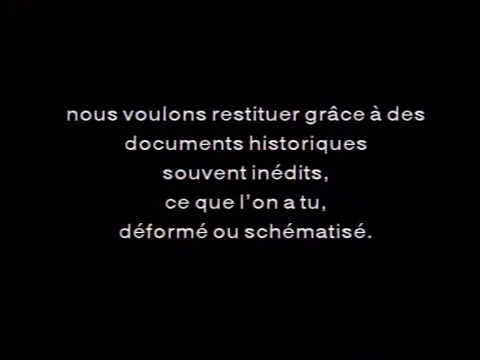 nous voulons restituer grâce à des
documents historiques
souvent inédits,
ce que l'on a tu,
déformé ou schématisé.